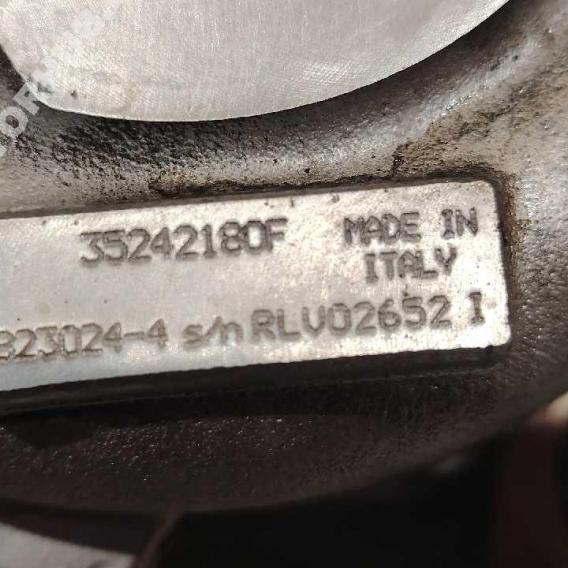 35242180F MADE IN
ITALY
823024-4 s/n RLV02652 I